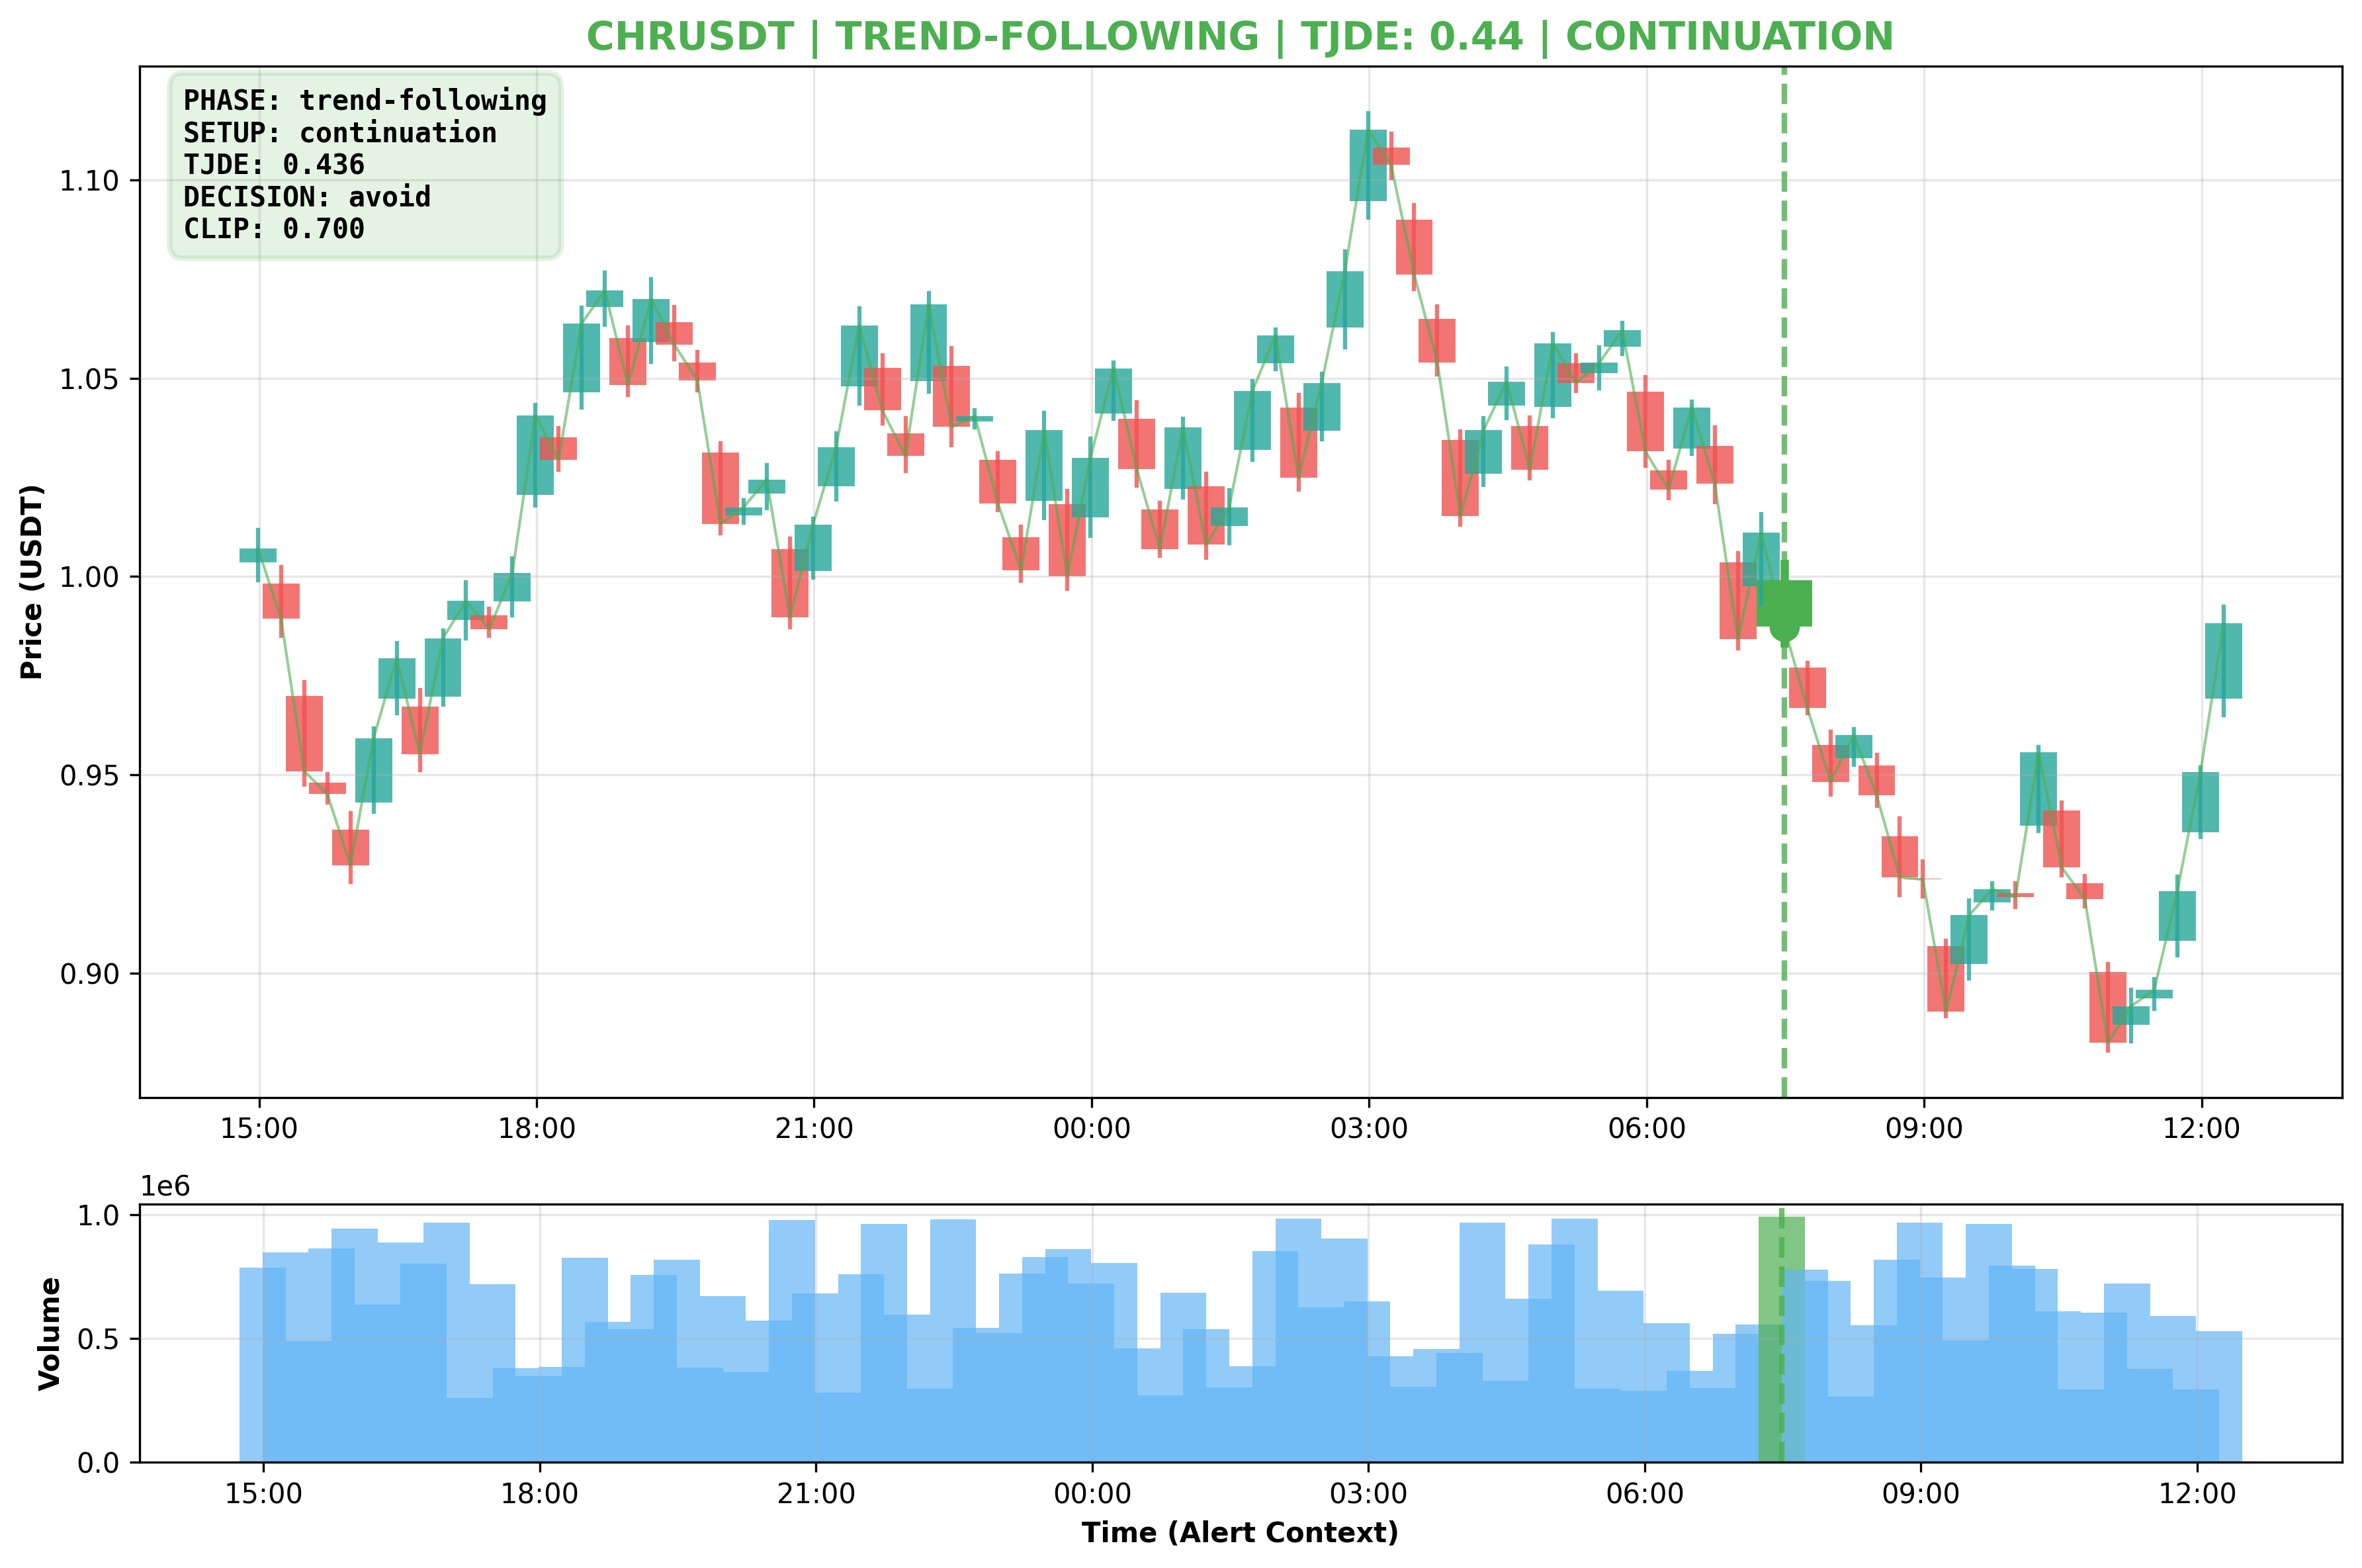 CHRUSDT | TREND-FOLLOWING | TJDE: 0.44 | CONTINUATION
PHASE: trend-following
SETUP: continuation
TJDE: 0.436
DECISION: avoid
CLIP: 0.700
Price (USDT)
1.10
1.05
1.00
0.95
0.90
15:00 18:00 21:00 00:00 03:00 06:00 09:00 12:00
1e6
Volume
1.0
0.5
0.0
15:00 18:00 21:00 00:00 03:00 06:00 09:00 12:00
Time (Alert Context)